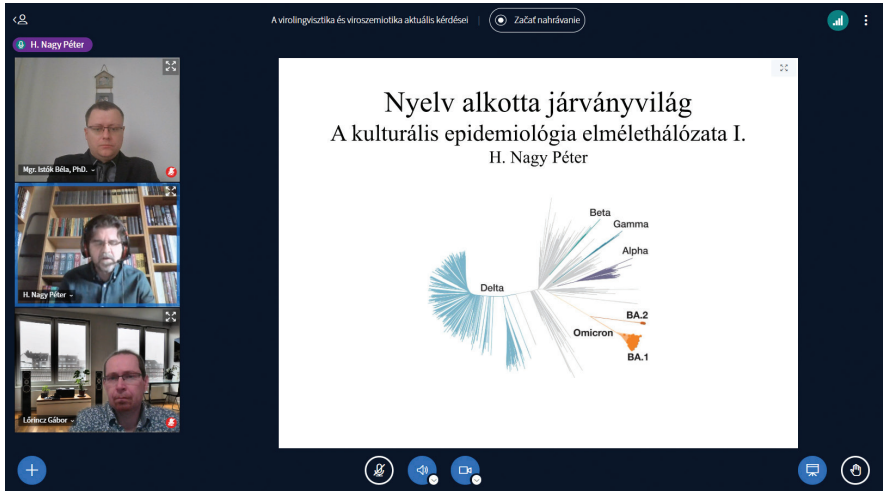 A virolingvisztika és viroszemiotika aktuális kérdései
Začať nahrávanie
H. Nagy Péter
Mgr. Istók Béla, PhD.
H. Nagy Péter
Lőrincz Gábor
Nyelv alkotta járványvilág
A kulturális epidemiológia elmélethálózata I.
H. Nagy Péter
Beta
Gamma
Alpha
Delta
BA.2
Omicron
BA.1